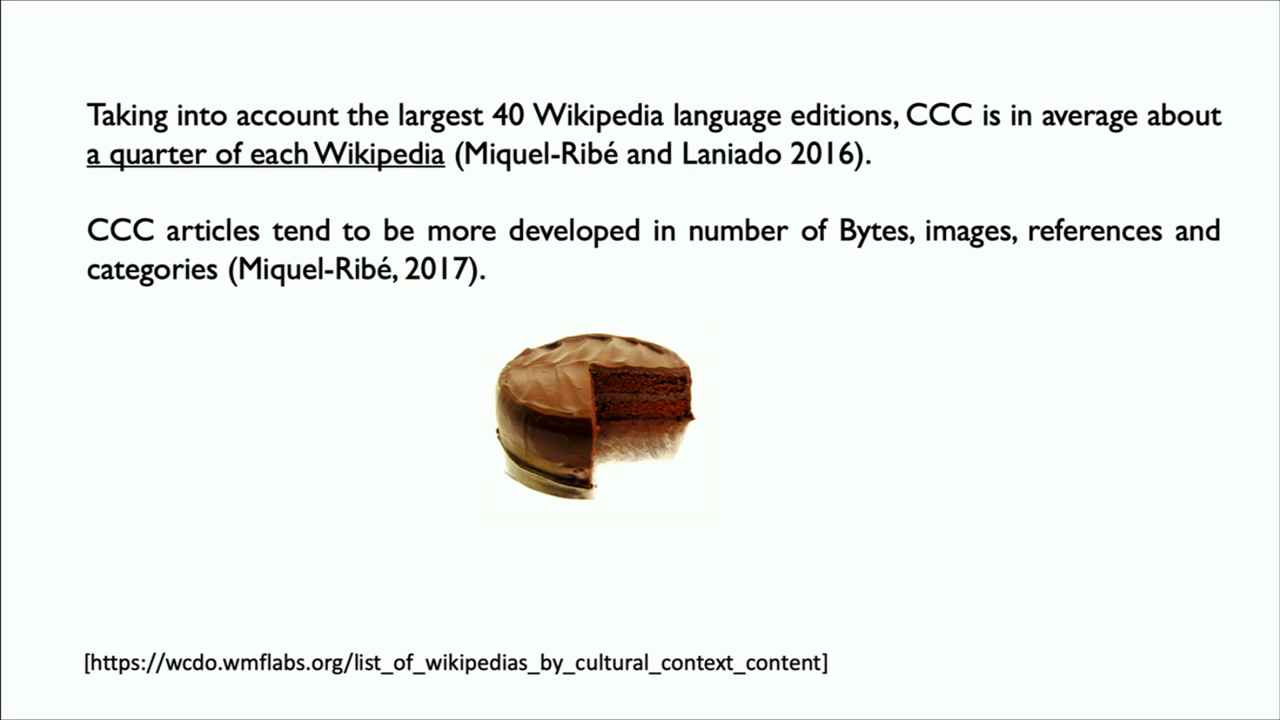 Taking into account the largest 40 Wikipedia language editions, CCC is in average about
a quarter of each Wikipedia (Miquel-Ribé and Laniado 2016).
CCC articles tend to be more developed in number of Bytes, images, references and
categories (Miquel-Ribé, 2017).
[https://wcdo.wmflabs.org/list_of_wikipedias_by_cultural_context_content]